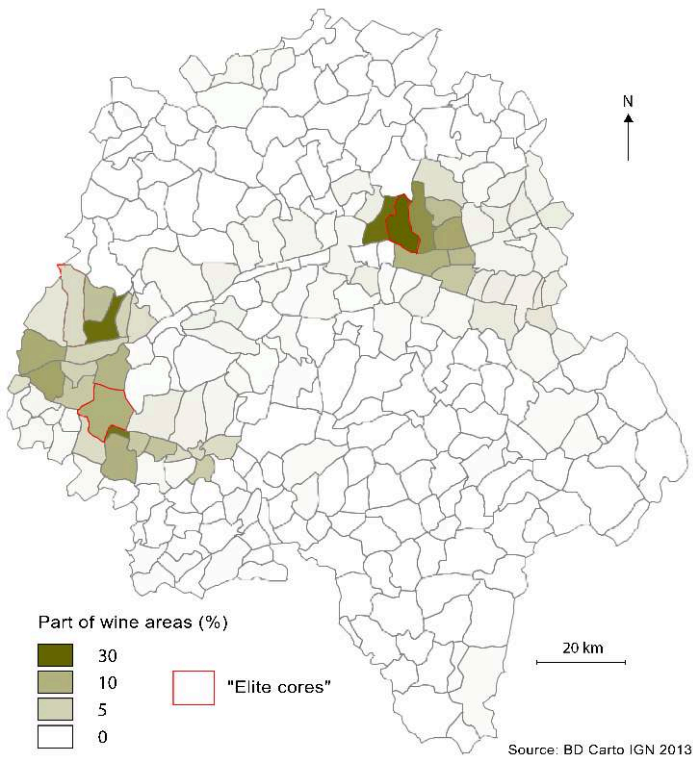 N
Part of wine areas (%)
30
10
5
0
"Elite cores"
20 km
Source: BD Carto IGN 2013